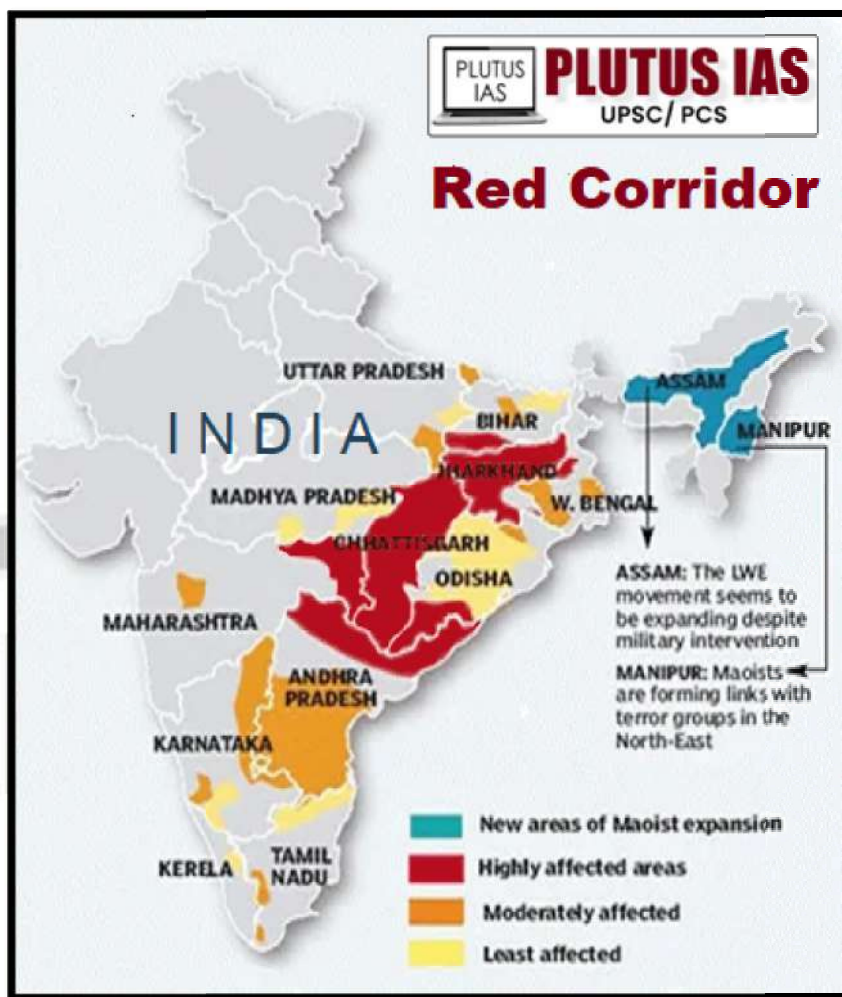 PLUTUS
IAS
PLUTUS IAS
UPSC/ PCS
Red Corridor
UTTAR PRADESH
ASSAM
BIHAR
INDIA
MANIPUR
JHARKHAND
MADHYA PRADESH
W. BENGAL
CHHATTISGARH
ODISHA
MAHARASHTRA
ANDHRA
PRADESH
KARNATAKA
KERELA
TAMIL
NADU
ASSAM: The LWE
movement seems to
be expanding despite
military intervention
MANIPUR: Maoists
are forming links with
terror groups in the
North-East
New areas of Maoist expansion
Highly affected areas
Moderately affected
Least affected